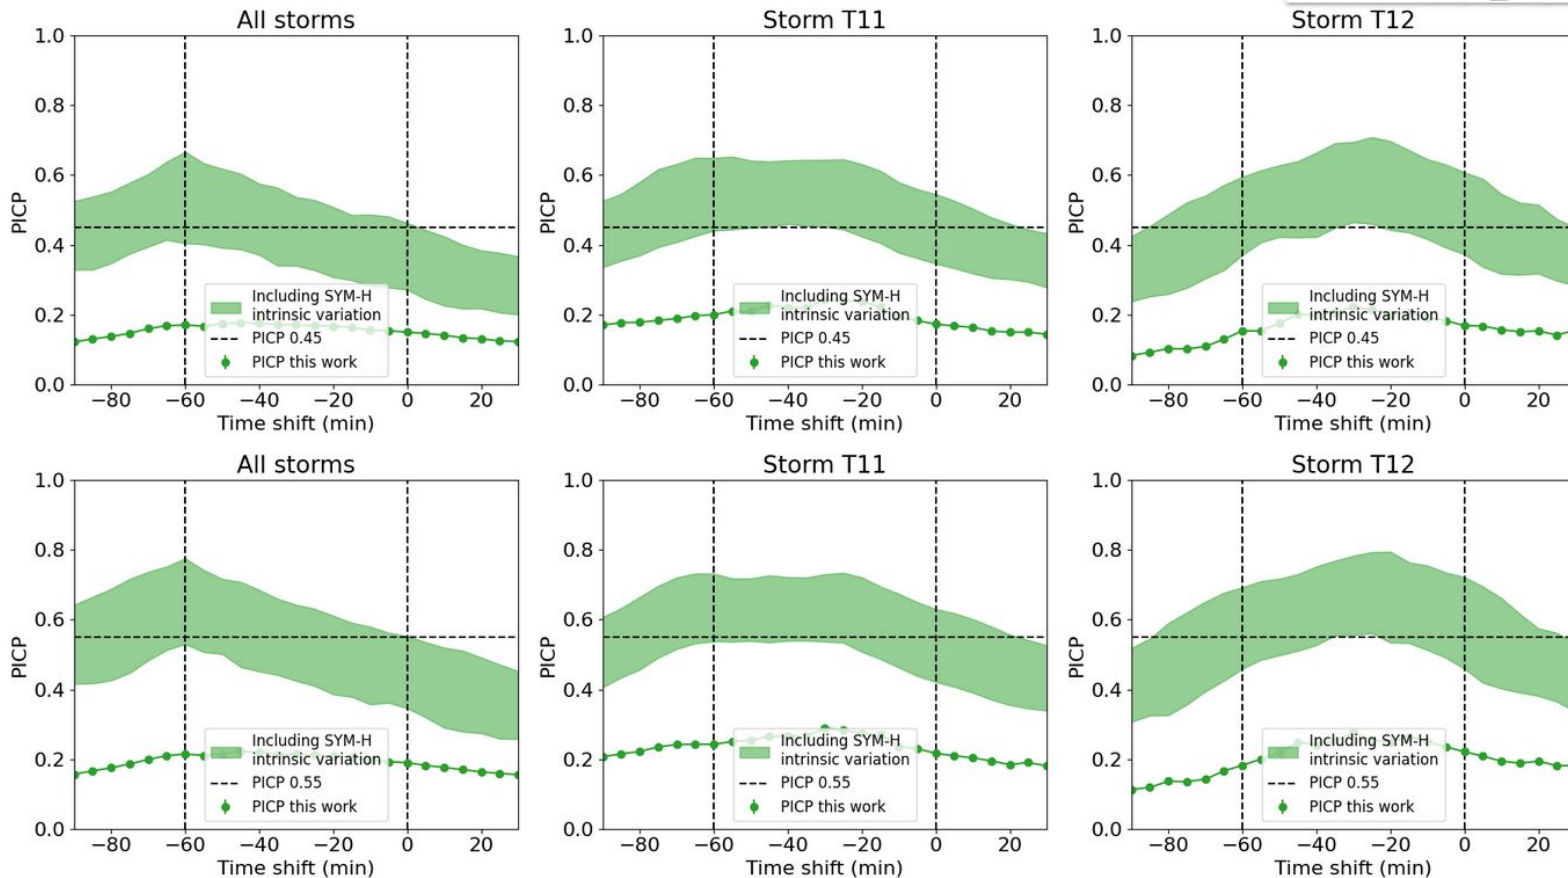 All storms
Storm T11
Storm T12
PICP
1.0
0.8
0.6
0.4
0.2
0.0
Including SYM-H
intrinsic variation
PICP 0.45
PICP this work
−80 −60 −40 −20 0 20
Time shift (min)
PICP
1.0
0.8
0.6
0.4
0.2
0.0
Including SYM-H
intrinsic variation
PICP 0.45
PICP this work
−80 −60 −40 −20 0 20
Time shift (min)
PICP
1.0
0.8
0.6
0.4
0.2
0.0
Including SYM-H
intrinsic variation
PICP 0.45
PICP this work
−80 −60 −40 −20 0 20
Time shift (min)
All storms
Storm T11
Storm T12
PICP
1.0
0.8
0.6
0.4
0.2
0.0
Including SYM-H
intrinsic variation
PICP 0.55
PICP this work
−80 −60 −40 −20 0 20
Time shift (min)
PICP
1.0
0.8
0.6
0.4
0.2
0.0
Including SYM-H
intrinsic variation
PICP 0.55
PICP this work
−80 −60 −40 −20 0 20
Time shift (min)
PICP
1.0
0.8
0.6
0.4
0.2
0.0
Including SYM-H
intrinsic variation
PICP 0.55
PICP this work
−80 −60 −40 −20 0 20
Time shift (min)